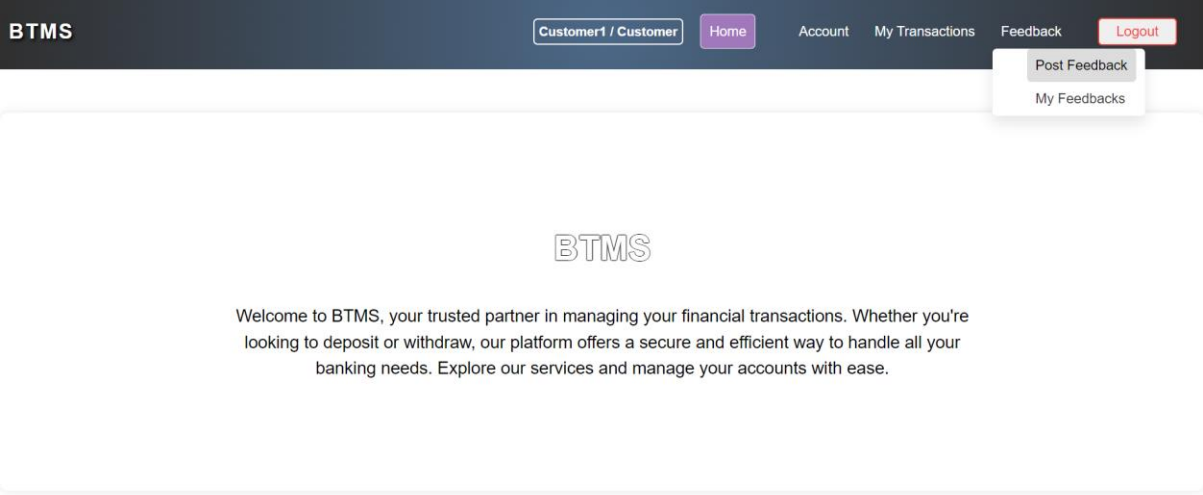 BTMS
Customer1 / Customer Home Account My Transactions Feedback Logout
Post Feedback
My Feedbacks
BTMS
Welcome to BTMS, your trusted partner in managing your financial transactions. Whether you're
looking to deposit or withdraw, our platform offers a secure and efficient way to handle all your
banking needs. Explore our services and manage your accounts with ease.